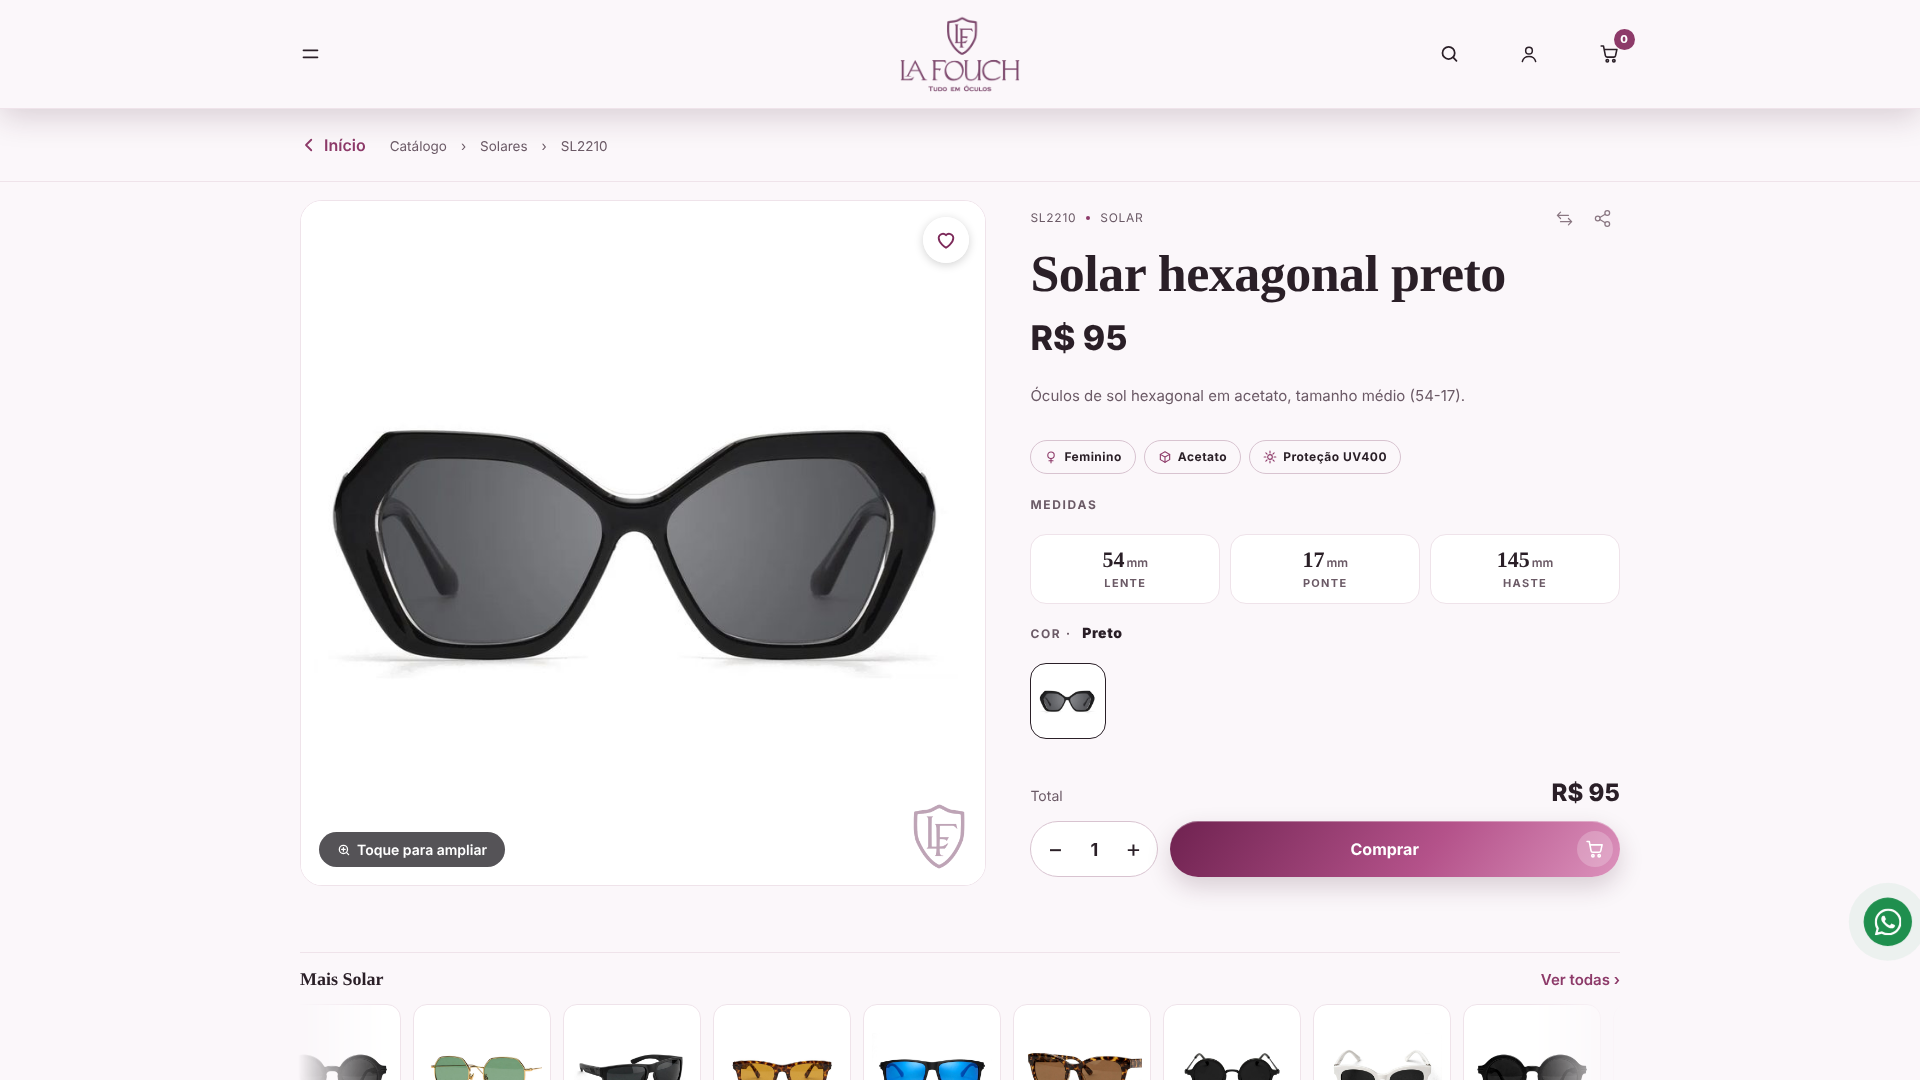 LF
LA FOUCH
TUDO EM ÓCULOS
0
Início
Catálogo › Solares › SL2210
SL2210 • SOLAR
Solar hexagonal preto
R$ 95
Óculos de sol hexagonal em acetato, tamanho médio (54-17).
Feminino
Acetato
Proteção UV400
MEDIDAS
54 mm
LENTE
17 mm
PONTE
145 mm
HASTE
COR · Preto
Total
R$ 95
− 1 +
Comprar
Toque para ampliar
LF
Mais Solar
Ver todas ›